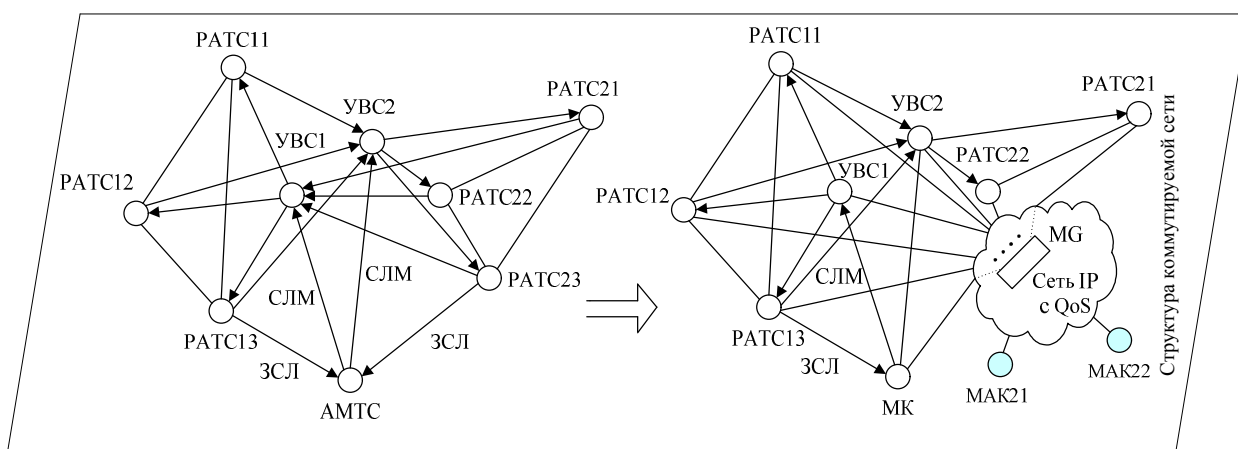 РАТС11
УВС2
РАТС21
УВС1
РАТС12
РАТС22
СЛМ
РАТС23
РАТС13
ЗСЛ
ЗСЛ
АМТС
РАТС11
УВС2
РАТС21
РАТС22
УВС1
РАТС12
MG
СЛМ
Сеть IP
с QoS
РАТС13
ЗСЛ
МАК21
МАК22
МК
Структура коммутируемой сети